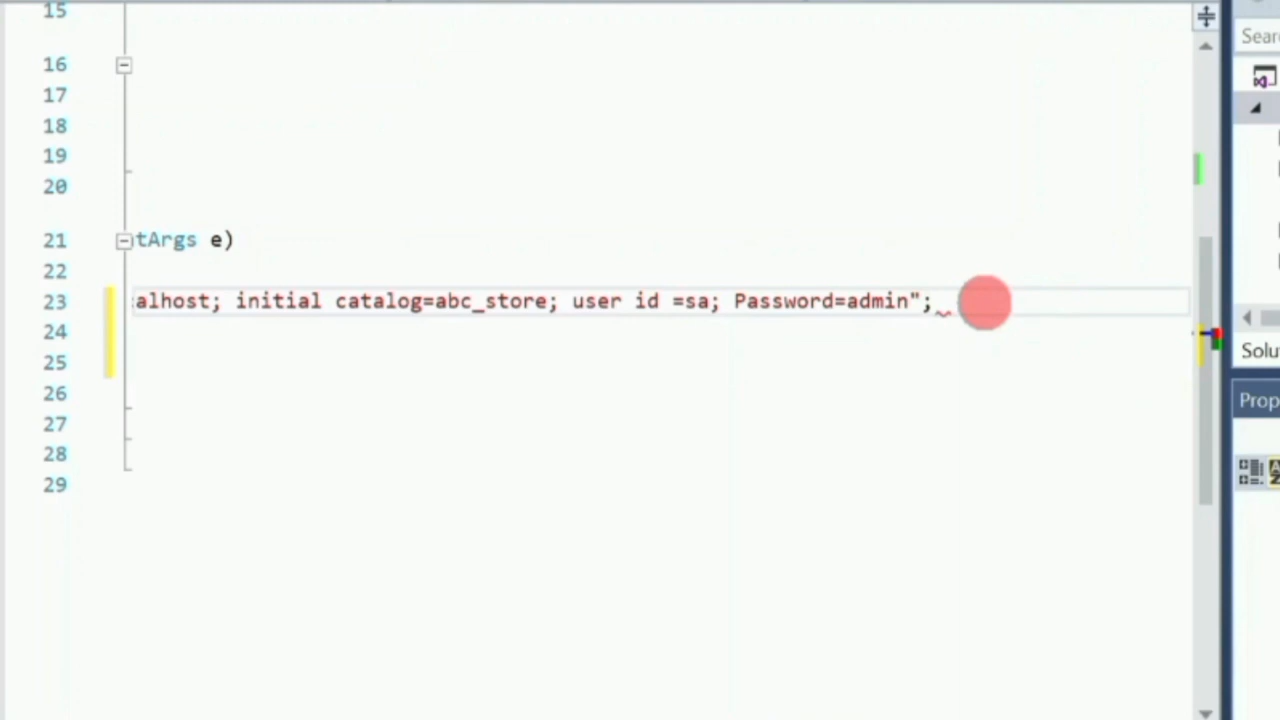 15
Sear
16
17
18
19
20
21 tArgs e)
22
23 alhost; initial catalog=abc_store; user id =sa; Password=admin";
24
Solu
25
26
Prop
27
28
29